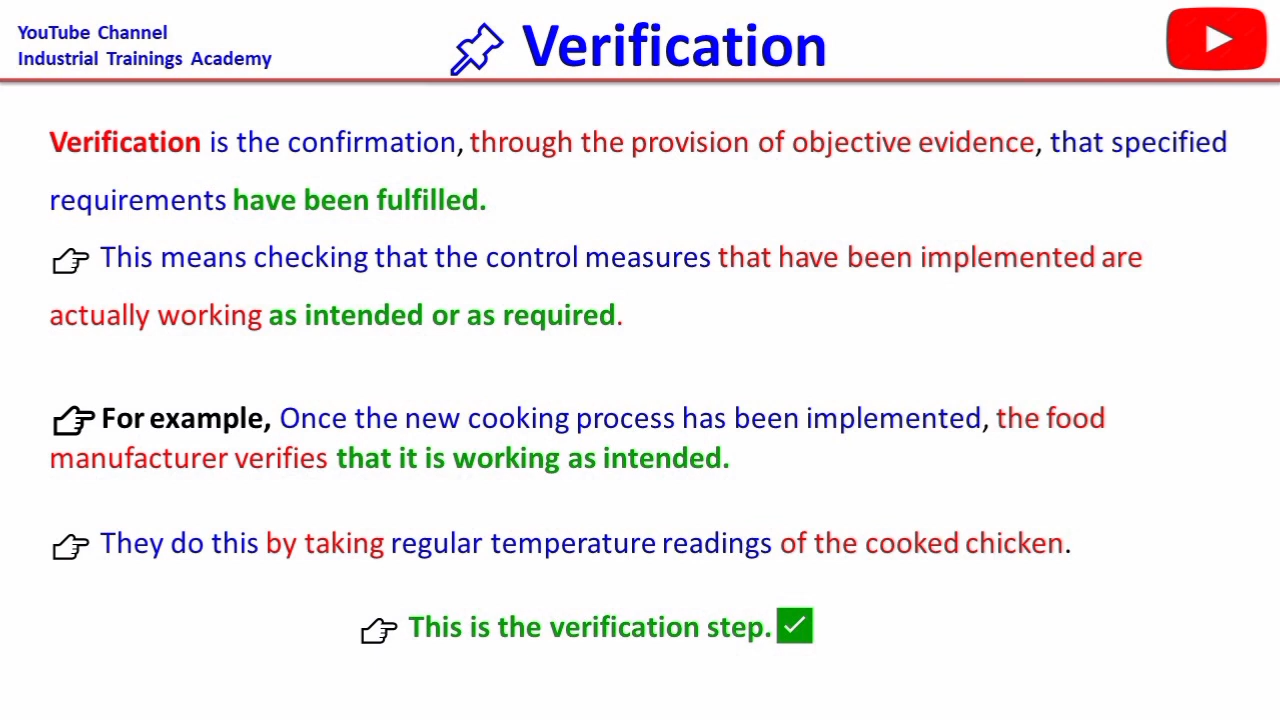 YouTube Channel
Industrial Trainings Academy
Verification
Verification is the confirmation, through the provision of objective evidence, that specified
requirements have been fulfilled.
This means checking that the control measures that have been implemented are
actually working as intended or as required.
For example, Once the new cooking process has been implemented, the food
manufacturer verifies that it is working as intended.
They do this by taking regular temperature readings of the cooked chicken.
This is the verification step.